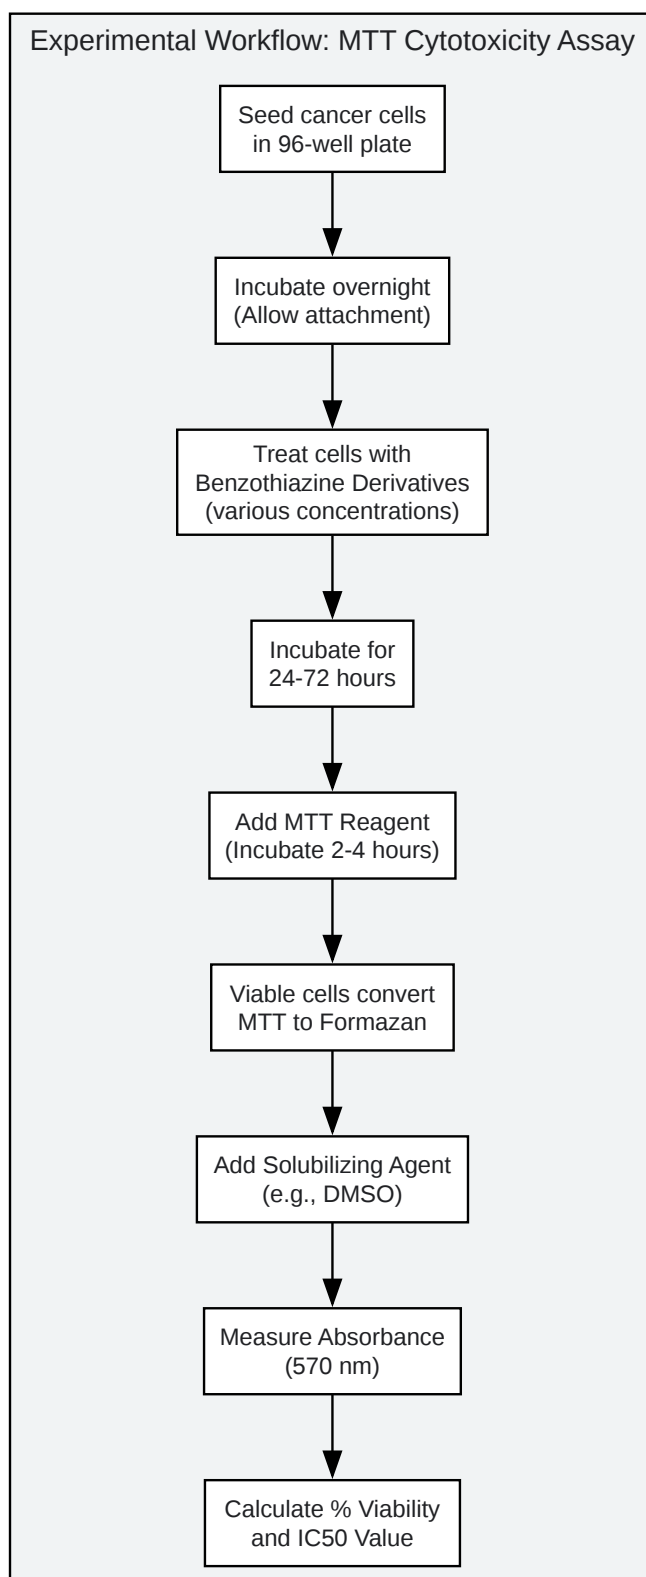 Experimental Workflow: MTT Cytotoxicity Assay
Seed cancer cells
in 96-well plate
Incubate overnight
(Allow attachment)
Treat cells with
Benzothiazine Derivatives
(various concentrations)
Incubate for
24-72 hours
Add MTT Reagent
(Incubate 2-4 hours)
Viable cells convert
MTT to Formazan
Add Solubilizing Agent
(e.g., DMSO)
Measure Absorbance
(570 nm)
Calculate % Viability
and IC50 Value